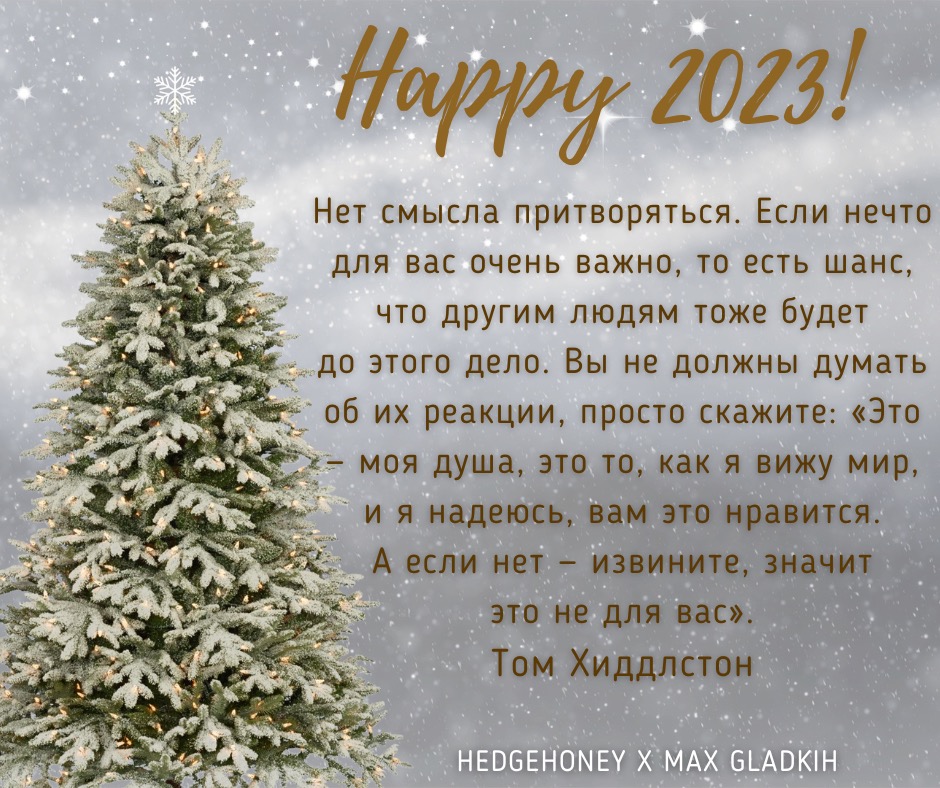 Happy 2023!
Нет смысла притворяться. Если нечто
для вас очень важно, то есть шанс,
что другим людям тоже будет
до этого дело. Вы не должны думать
об их реакции, просто скажите: «Это
– моя душа, это то, как я вижу мир,
и я надеюсь, вам это нравится.
А если нет – извините, значит
это не для вас».
Том Хиддлстон
HEDGEHONEY X MAX GLADKIH